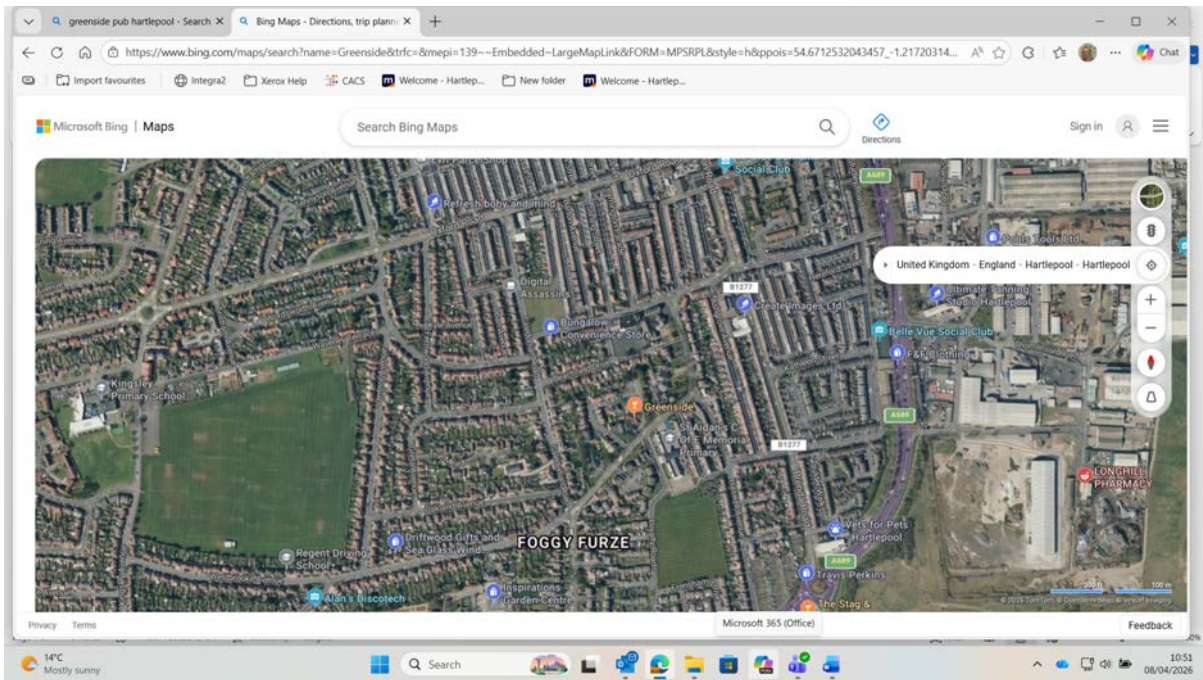 greenside pub hartlepool - Search
Bing Maps - Directions, trip plannin
https://www.bing.com/maps/search?name=Greenside&trfc=&mepi=139~~Embedded~LargeMapLink&FORM=MPSRPL&style=h&ppois=54.6712532043457_-1.21720314...
Chat
Import favourites
Integra2
Xerox Help
CACS
Welcome - Hartlep...
New folder
Welcome - Hartlep...
Microsoft Bing | Maps
Search Bing Maps
Directions
Sign in
Social Club
A689
Refresh boby and mind
Pools Tools Ltd
United Kingdom - England - Hartlepool - Hartlepool
Digital
Assassins
B1277
Create Images Ltd
Ultimate Tanning
Studio Hartlepool
Bungalow
Convenience Store
Belle Vue Social Club
F&F Clothing
Kingsley
Primary School
Greenside
A689
St Aidan's C
Of E Memorial
Primary
B1277
LONGHILL
PHARMACY
Vets for Pets
Hartlepool
Driftwood Gifts and
Sea Glass Wind...
FOGGY FURZE
Regent Driving
School
A689
Travis Perkins
Inspirations
Garden Centre
Alan's Discotech
The Stag &
100 m
© 2026 TomTom, © OpenStreetMap,
Privacy
Terms
Microsoft 365 (Office)
Feedback
14°C
Mostly sunny
Search
10:51
08/04/2026